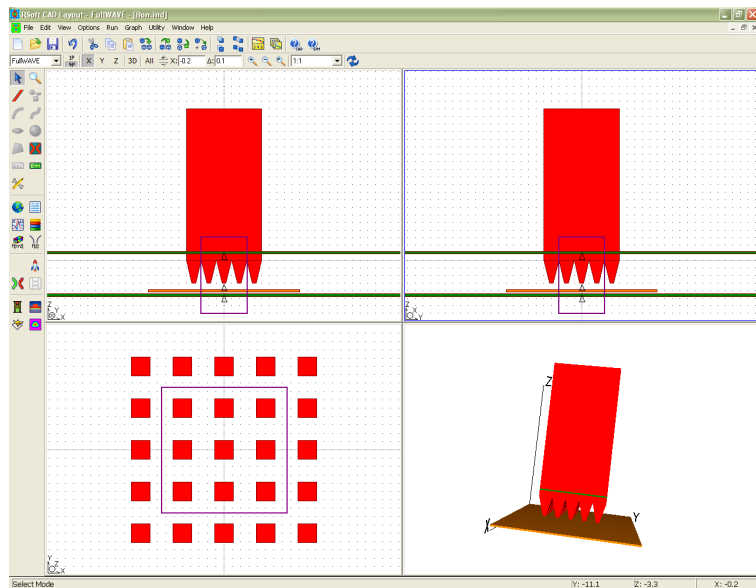 RSoft CAD Layout - FullWAVE - [Bon.ind]
File Edit View Options Run Graph Utility Window Help
FullWAVE X Y Z 3D All X: -0.2 Δ: 0.1 1:1
Z
Y
X
Z
X
Y
Y
Z
X
Z
Y
X
Select Mode Y: -11.1 Z: -3.3 X: -0.2